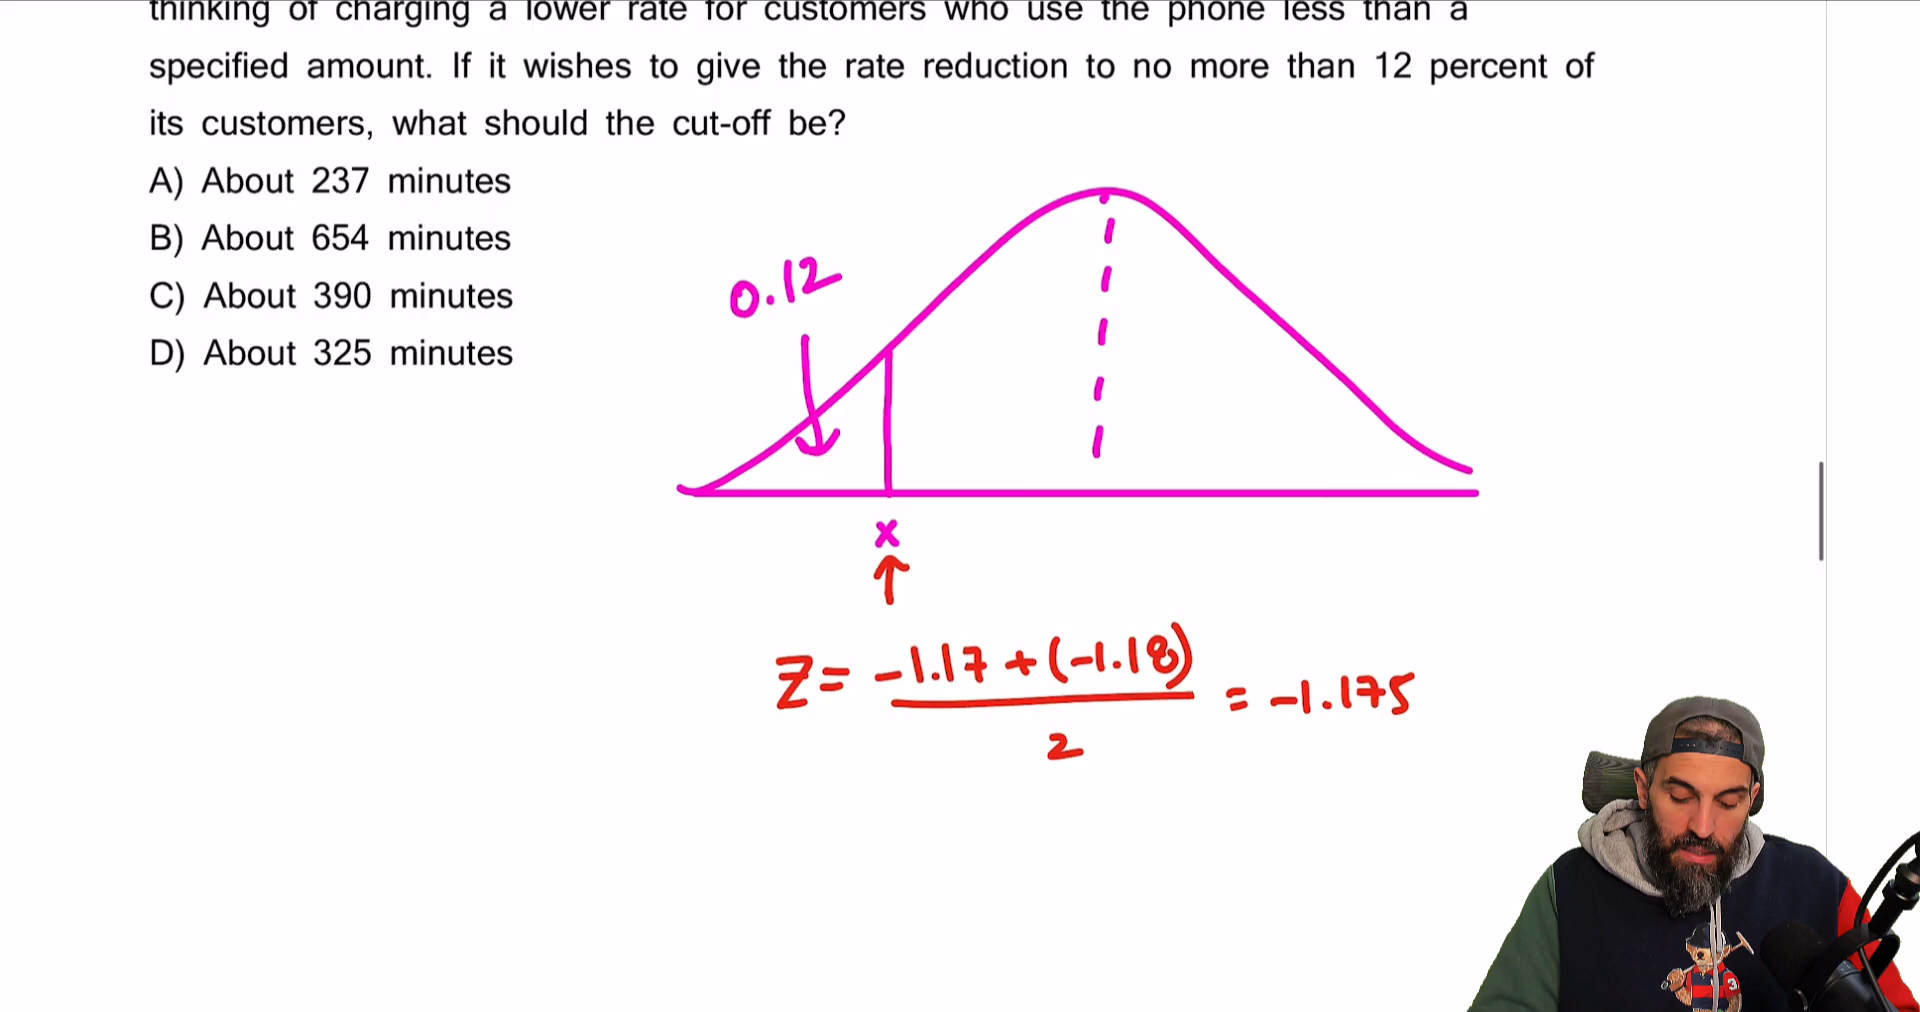 thinking of charging a lower rate for customers who use the phone less than a
specified amount. If it wishes to give the rate reduction to no more than 12 percent of
its customers, what should the cut-off be?
A) About 237 minutes
B) About 654 minutes
C) About 390 minutes
D) About 325 minutes
0.12
x
↑
Z = -1.17 + (-1.18) / 2 = -1.175
3